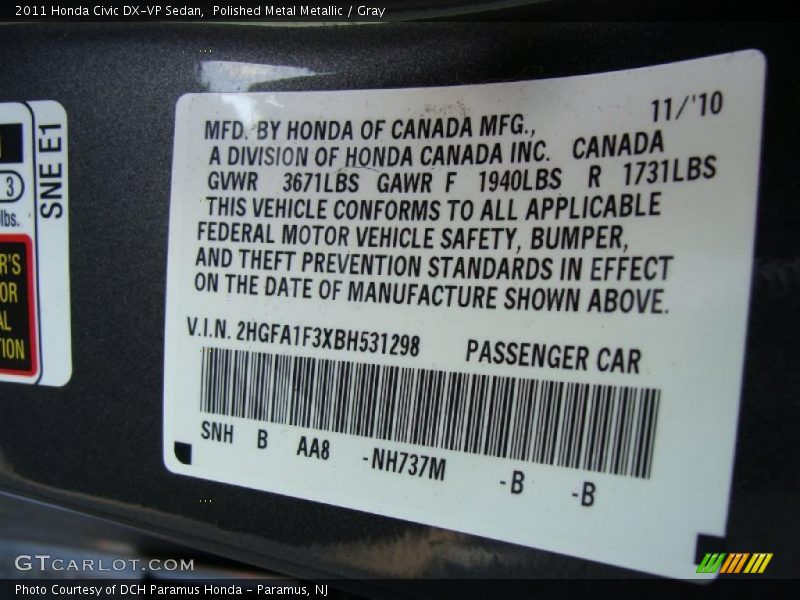 2011 Honda Civic DX-VP Sedan, Polished Metal Metallic / Gray
11/'10
MFD. BY HONDA OF CANADA MFG.,
A DIVISION OF HONDA CANADA INC. CANADA
GVWR 3671LBS GAWR F 1940LBS R 1731LBS
THIS VEHICLE CONFORMS TO ALL APPLICABLE
FEDERAL MOTOR VEHICLE SAFETY, BUMPER,
AND THEFT PREVENTION STANDARDS IN EFFECT
ON THE DATE OF MANUFACTURE SHOWN ABOVE.
V.I.N. 2HGFA1F3XBH531298 PASSENGER CAR
SNH B AA8 -NH737M -B -B
SNE E1
3
lbs.
GTCARLOT.COM
Photo Courtesy of DCH Paramus Honda - Paramus, NJ